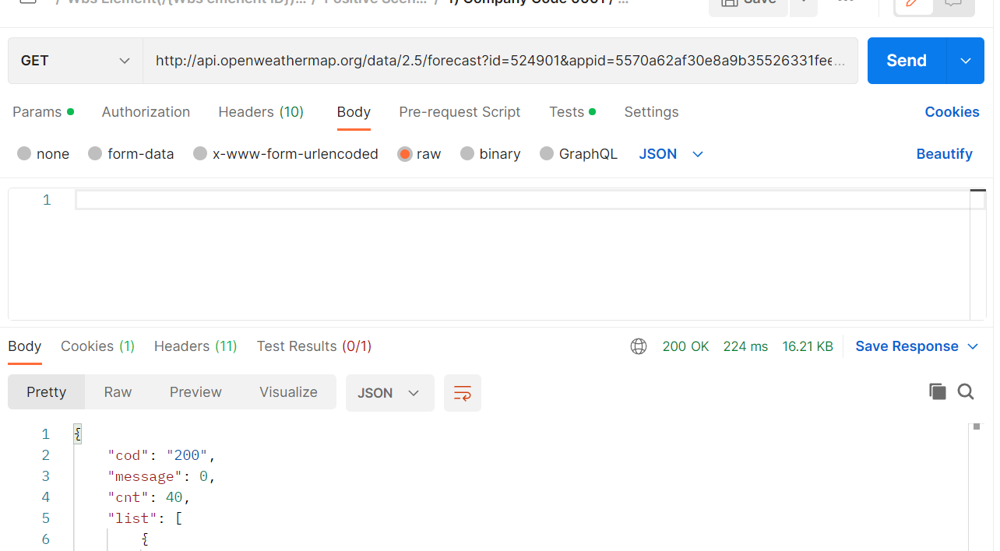 / Wbs Element(/{Wbs emenent ID})... / Positive Scen... / 1) Company Code 0001 / ...
Save
GET http://api.openweathermap.org/data/2.5/forecast?id=524901&appid=5570a62af30e8a9b35526331fee... Send
Params Authorization Headers (10) Body Pre-request Script Tests Settings Cookies
none form-data x-www-form-urlencoded raw binary GraphQL JSON Beautify
1
Body Cookies (1) Headers (11) Test Results (0/1) 200 OK 224 ms 16.21 KB Save Response
Pretty Raw Preview Visualize JSON
1 {
2 "cod": "200",
3 "message": 0,
4 "cnt": 40,
5 "list": [
6 {